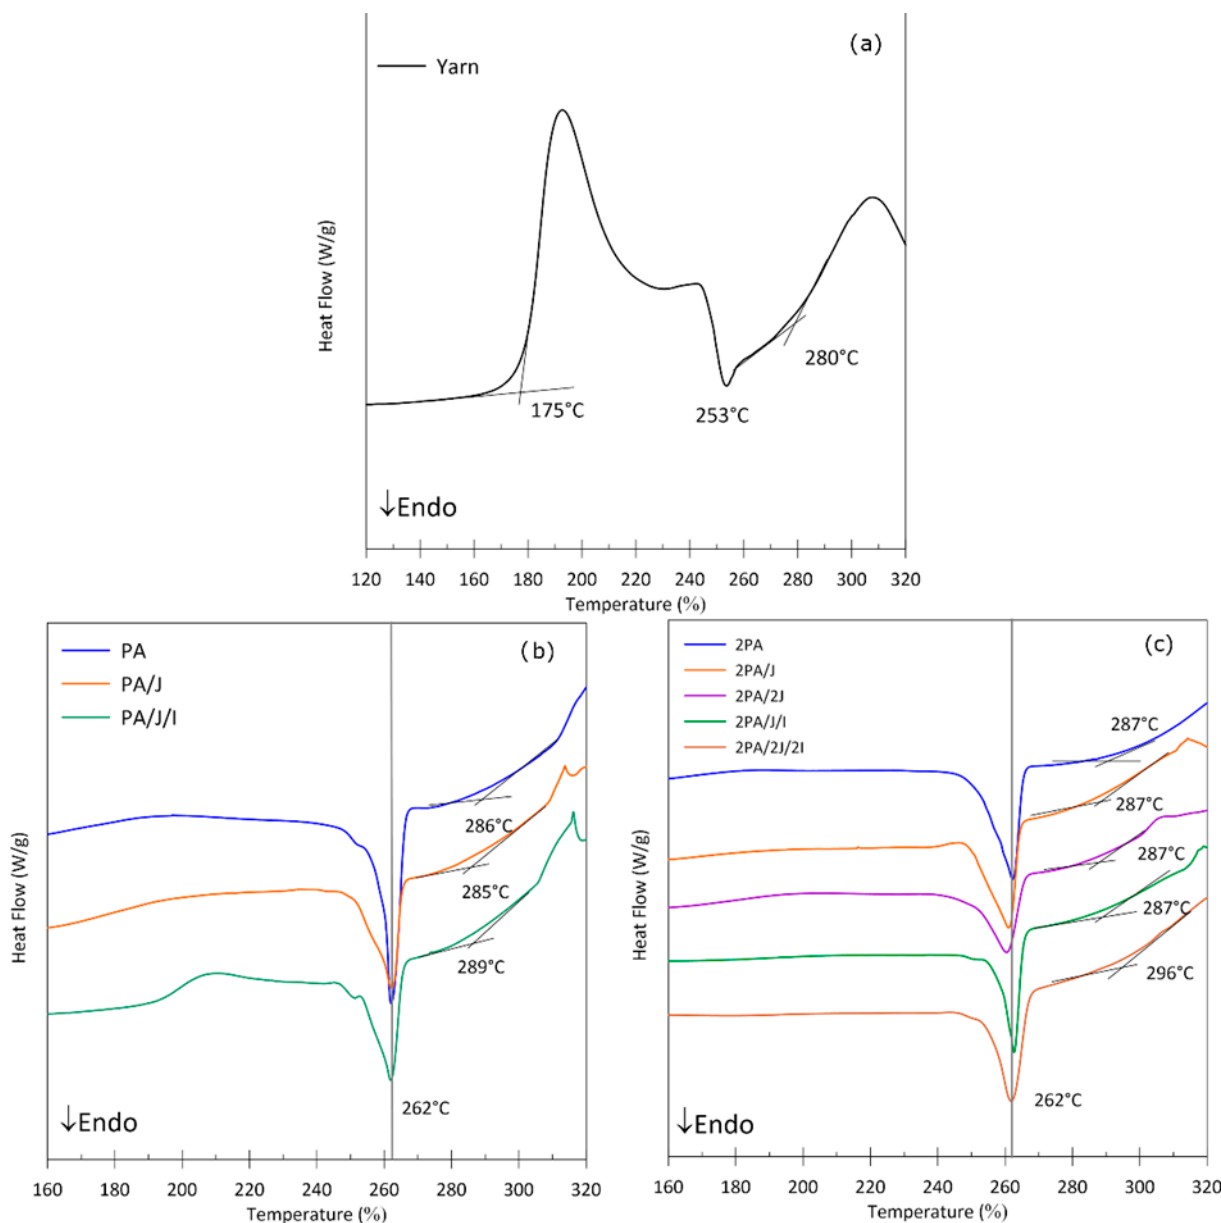 (a)
Yarn
Heat Flow (W/g)
175°C
253°C
280°C
↓Endo
120 140 160 180 200 220 240 260 280 300 320
Temperature (%)
(b)
PA
PA/J
PA/J/I
Heat Flow (W/g)
286°C
285°C
289°C
262°C
↓Endo
160 180 200 220 240 260 280 300 320
Temperature (%)
(c)
2PA
2PA/J
2PA/2J
2PA/J/I
2PA/2J/2I
Heat Flow (W/g)
287°C
287°C
287°C
287°C
296°C
262°C
↓Endo
160 180 200 220 240 260 280 300 320
Temperature (%)